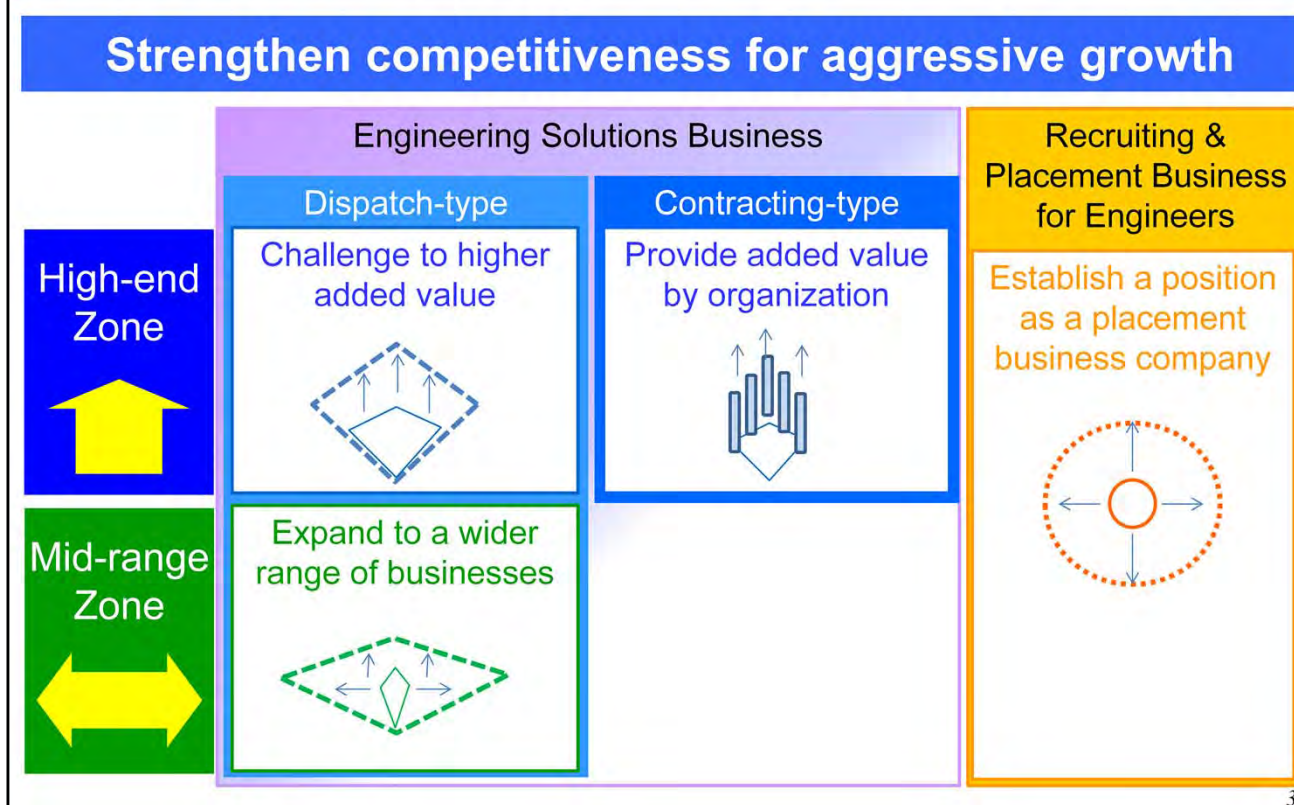 Strengthen competitiveness for aggressive growth
Engineering Solutions Business
Recruiting &
Placement Business
for Engineers
Dispatch-type
Contracting-type
High-end
Zone
Challenge to higher
added value
Provide added value
by organization
Establish a position
as a placement
business company
Mid-range
Zone
Expand to a wider
range of businesses
3